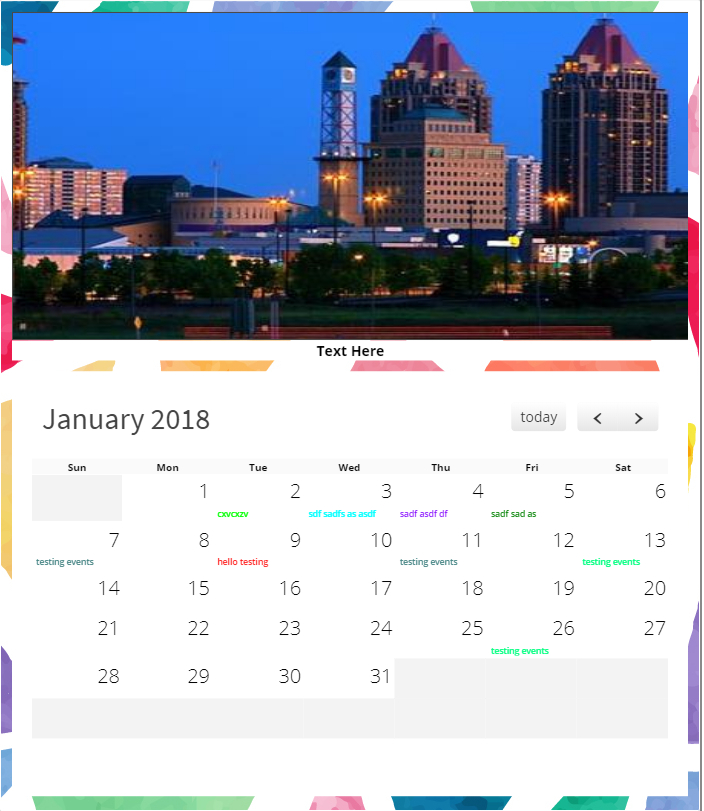 Text Here
January 2018
today
Sun Mon Tue Wed Thu Fri Sat
1 2 3 4 5 6
cxvcxzv sdf sadfs as asdf sadf asdf df sadf sad as
7 8 9 10 11 12 13
testing events hello testing testing events testing events
14 15 16 17 18 19 20
21 22 23 24 25 26 27
testing events
28 29 30 31